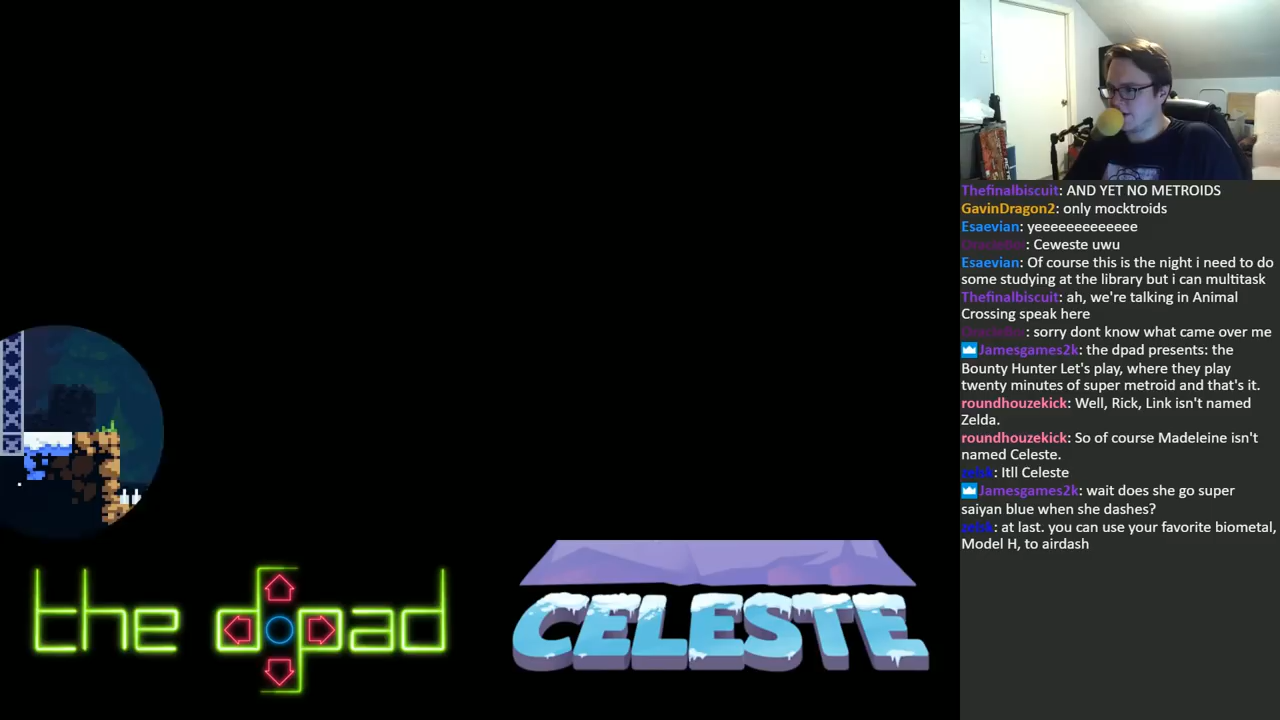 Thefinalbiscuit: AND YET NO METROIDS
GavinDragon2: only mocktroids
Esaevian: yeeeeeeeeeeeee
: Ceweste uwu
Esaevian: Of course this is the night i need to do
some studying at the library but i can multitask
Thefinalbiscuit: ah, we're talking in Animal
Crossing speak here
: sorry dont know what came over me
Jamesgames2k: the dpad presents: the
Bounty Hunter Let's play, where they play
twenty minutes of super metroid and that's it.
roundhouzekick: Well, Rick, Link isn't named
Zelda.
roundhouzekick: So of course Madeleine isn't
named Celeste.
: Itll Celeste
Jamesgames2k: wait does she go super
saiyan blue when she dashes?
: at last. you can use your favorite biometal,
Model H, to airdash
the dpad
CELESTE